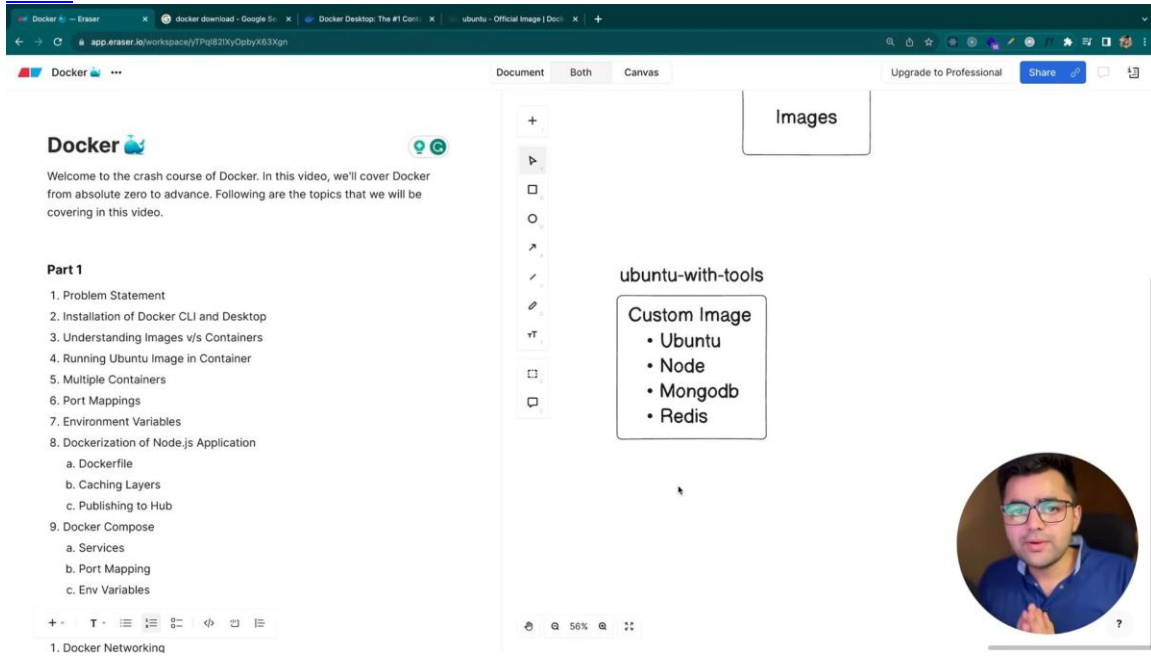 Docker — Eraser
docker download - Google Se
Docker Desktop: The #1 Cont
ubuntu - Official Image | Dock
app.eraser.io/workspace/yTPql82IXyOpbyX63Xgn
Docker
Document Both Canvas
Upgrade to Professional
Share
Docker
Welcome to the crash course of Docker. In this video, we'll cover Docker
from absolute zero to advance. Following are the topics that we will be
covering in this video.
Part 1
1. Problem Statement
2. Installation of Docker CLI and Desktop
3. Understanding Images v/s Containers
4. Running Ubuntu Image in Container
5. Multiple Containers
6. Port Mappings
7. Environment Variables
8. Dockerization of Node.js Application
a. Dockerfile
b. Caching Layers
c. Publishing to Hub
9. Docker Compose
a. Services
b. Port Mapping
c. Env Variables
1. Docker Networking
Images
ubuntu-with-tools
Custom Image
• Ubuntu
• Node
• Mongodb
• Redis
56%
?